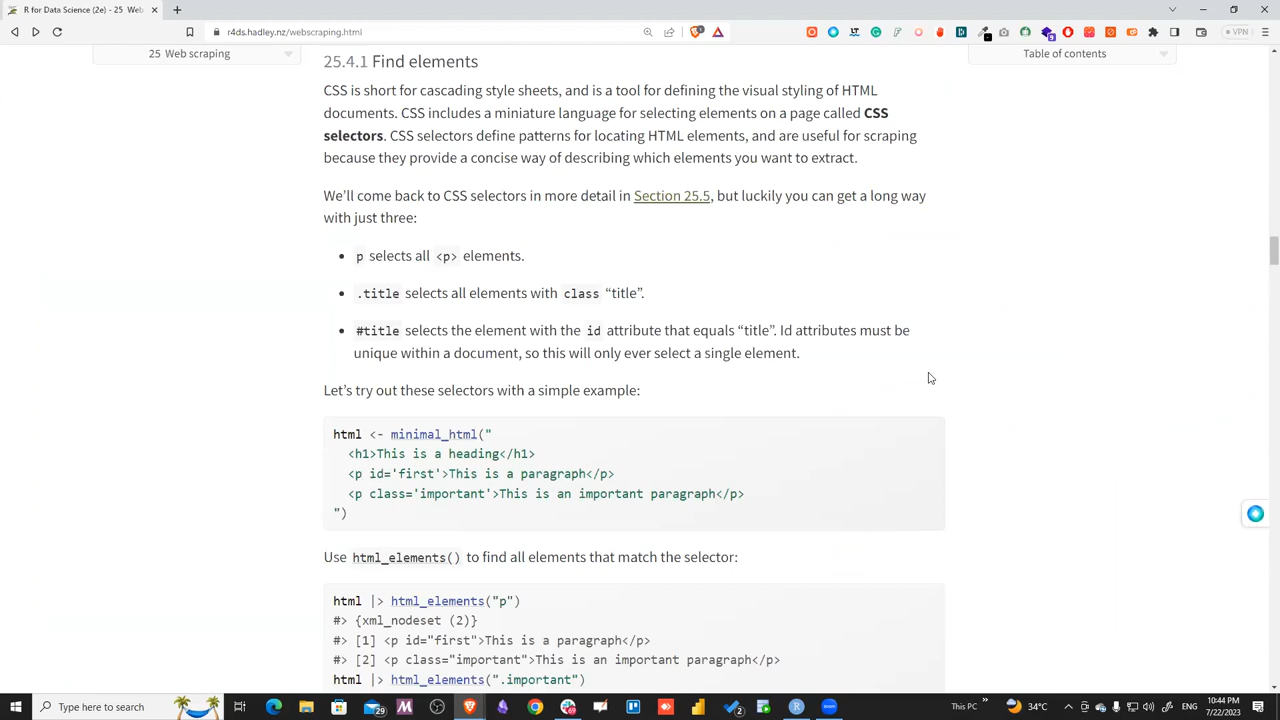 R for Data Science (2e) - 25 Web
r4ds.hadley.nz/webscraping.html
VPN
25 Web scraping
Table of contents
25.4.1 Find elements
CSS is short for cascading style sheets, and is a tool for defining the visual styling of HTML
documents. CSS includes a miniature language for selecting elements on a page called CSS
selectors. CSS selectors define patterns for locating HTML elements, and are useful for scraping
because they provide a concise way of describing which elements you want to extract.
We’ll come back to CSS selectors in more detail in Section 25.5, but luckily you can get a long way
with just three:
• p selects all <p> elements.
• .title selects all elements with class “title”.
• #title selects the element with the id attribute that equals “title”. Id attributes must be
unique within a document, so this will only ever select a single element.
Let’s try out these selectors with a simple example:
html <- minimal_html("
<h1>This is a heading</h1>
<p id='first'>This is a paragraph</p>
<p class='important'>This is an important paragraph</p>
")
Use html_elements() to find all elements that match the selector:
html |> html_elements("p")
#> {xml_nodeset (2)}
#> [1] <p id="first">This is a paragraph</p>
#> [2] <p class="important">This is an important paragraph</p>
html |> html_elements(".important")
Type here to search
29
2
This PC
34°C
10:44 PM
7/22/2023